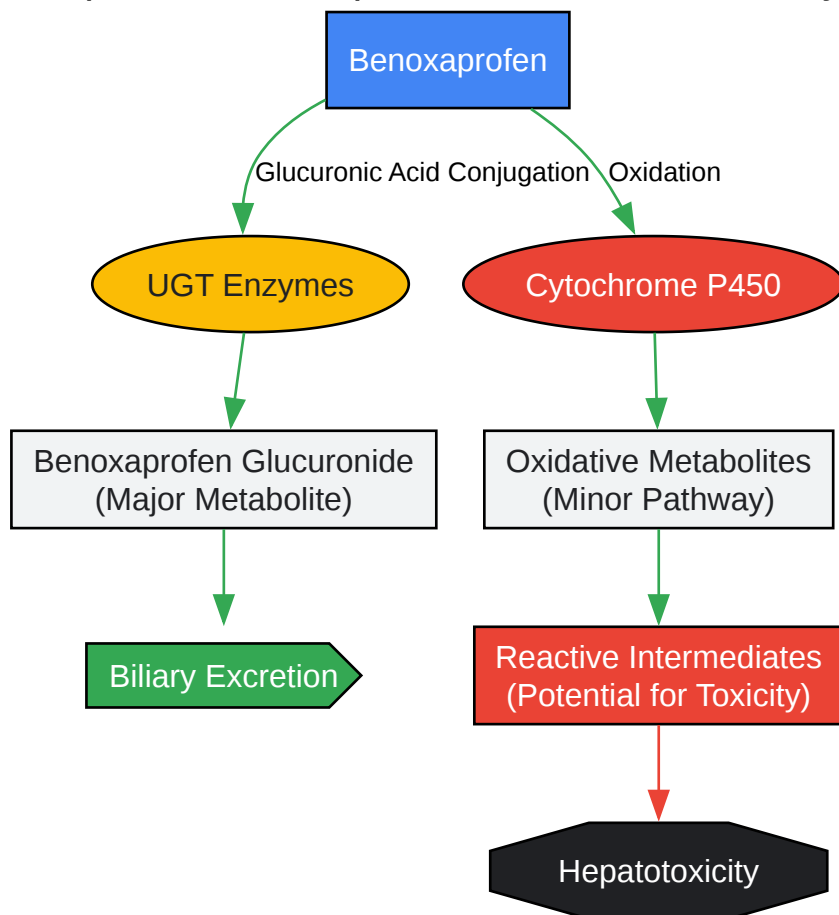 Benoxaprofen
Glucuronic Acid Conjugation Oxidation
UGT Enzymes
Cytochrome P450
Benoxaprofen Glucuronide
(Major Metabolite)
Oxidative Metabolites
(Minor Pathway)
Biliary Excretion
Reactive Intermediates
(Potential for Toxicity)
Hepatotoxicity